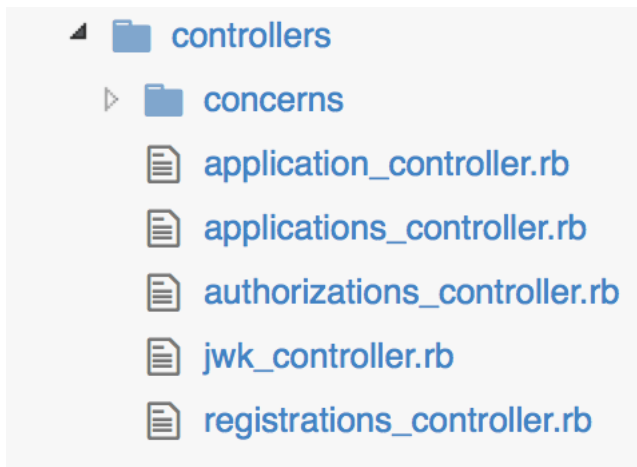 controllers
concerns
application_controller.rb
applications_controller.rb
authorizations_controller.rb
jwk_controller.rb
registrations_controller.rb